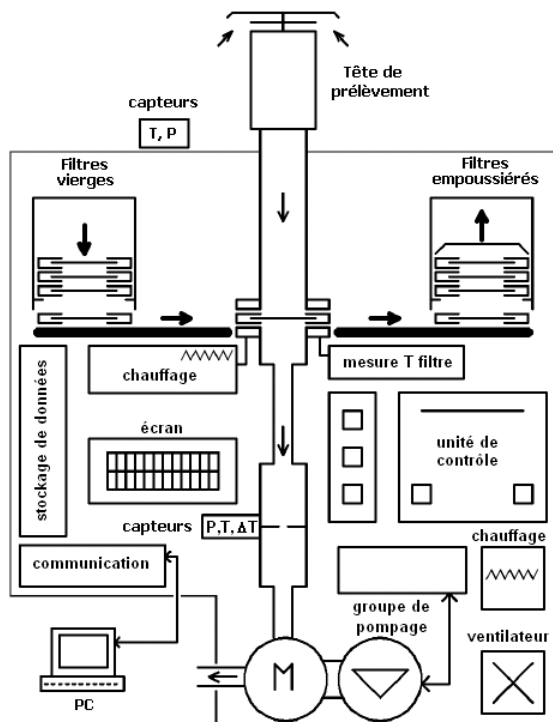 Tête de
prélèvement
capteurs
T, P
Filtres
vierges
Filtres
empoussiérés
chauffage
mesure T filtre
stockage de données
écran
unité de
contrôle
capteurs
P,T, ΔT
chauffage
communication
groupe de
pompage
ventilateur
M
PC